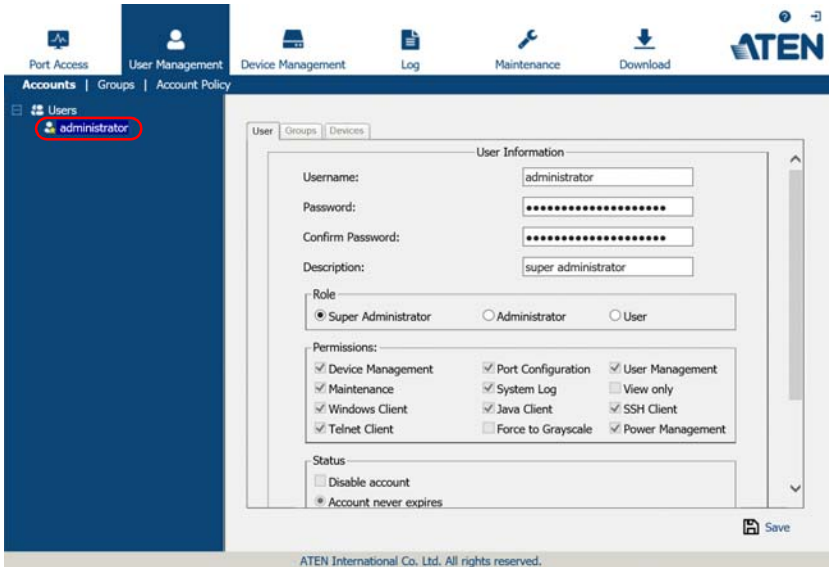 Port Access
User Management
Device Management
Log
Maintenance
Download
ATEN
Accounts | Groups | Account Policy
Users
administrator
User Groups Devices
User Information
Username: administrator
Password: ••••••••••••••••••••
Confirm Password: ••••••••••••••••••••
Description: super administrator
Role
Super Administrator Administrator User
Permissions:
Device Management Port Configuration User Management
Maintenance System Log View only
Windows Client Java Client SSH Client
Telnet Client Force to Grayscale Power Management
Status
Disable account
Account never expires
Save
ATEN International Co. Ltd. All rights reserved.